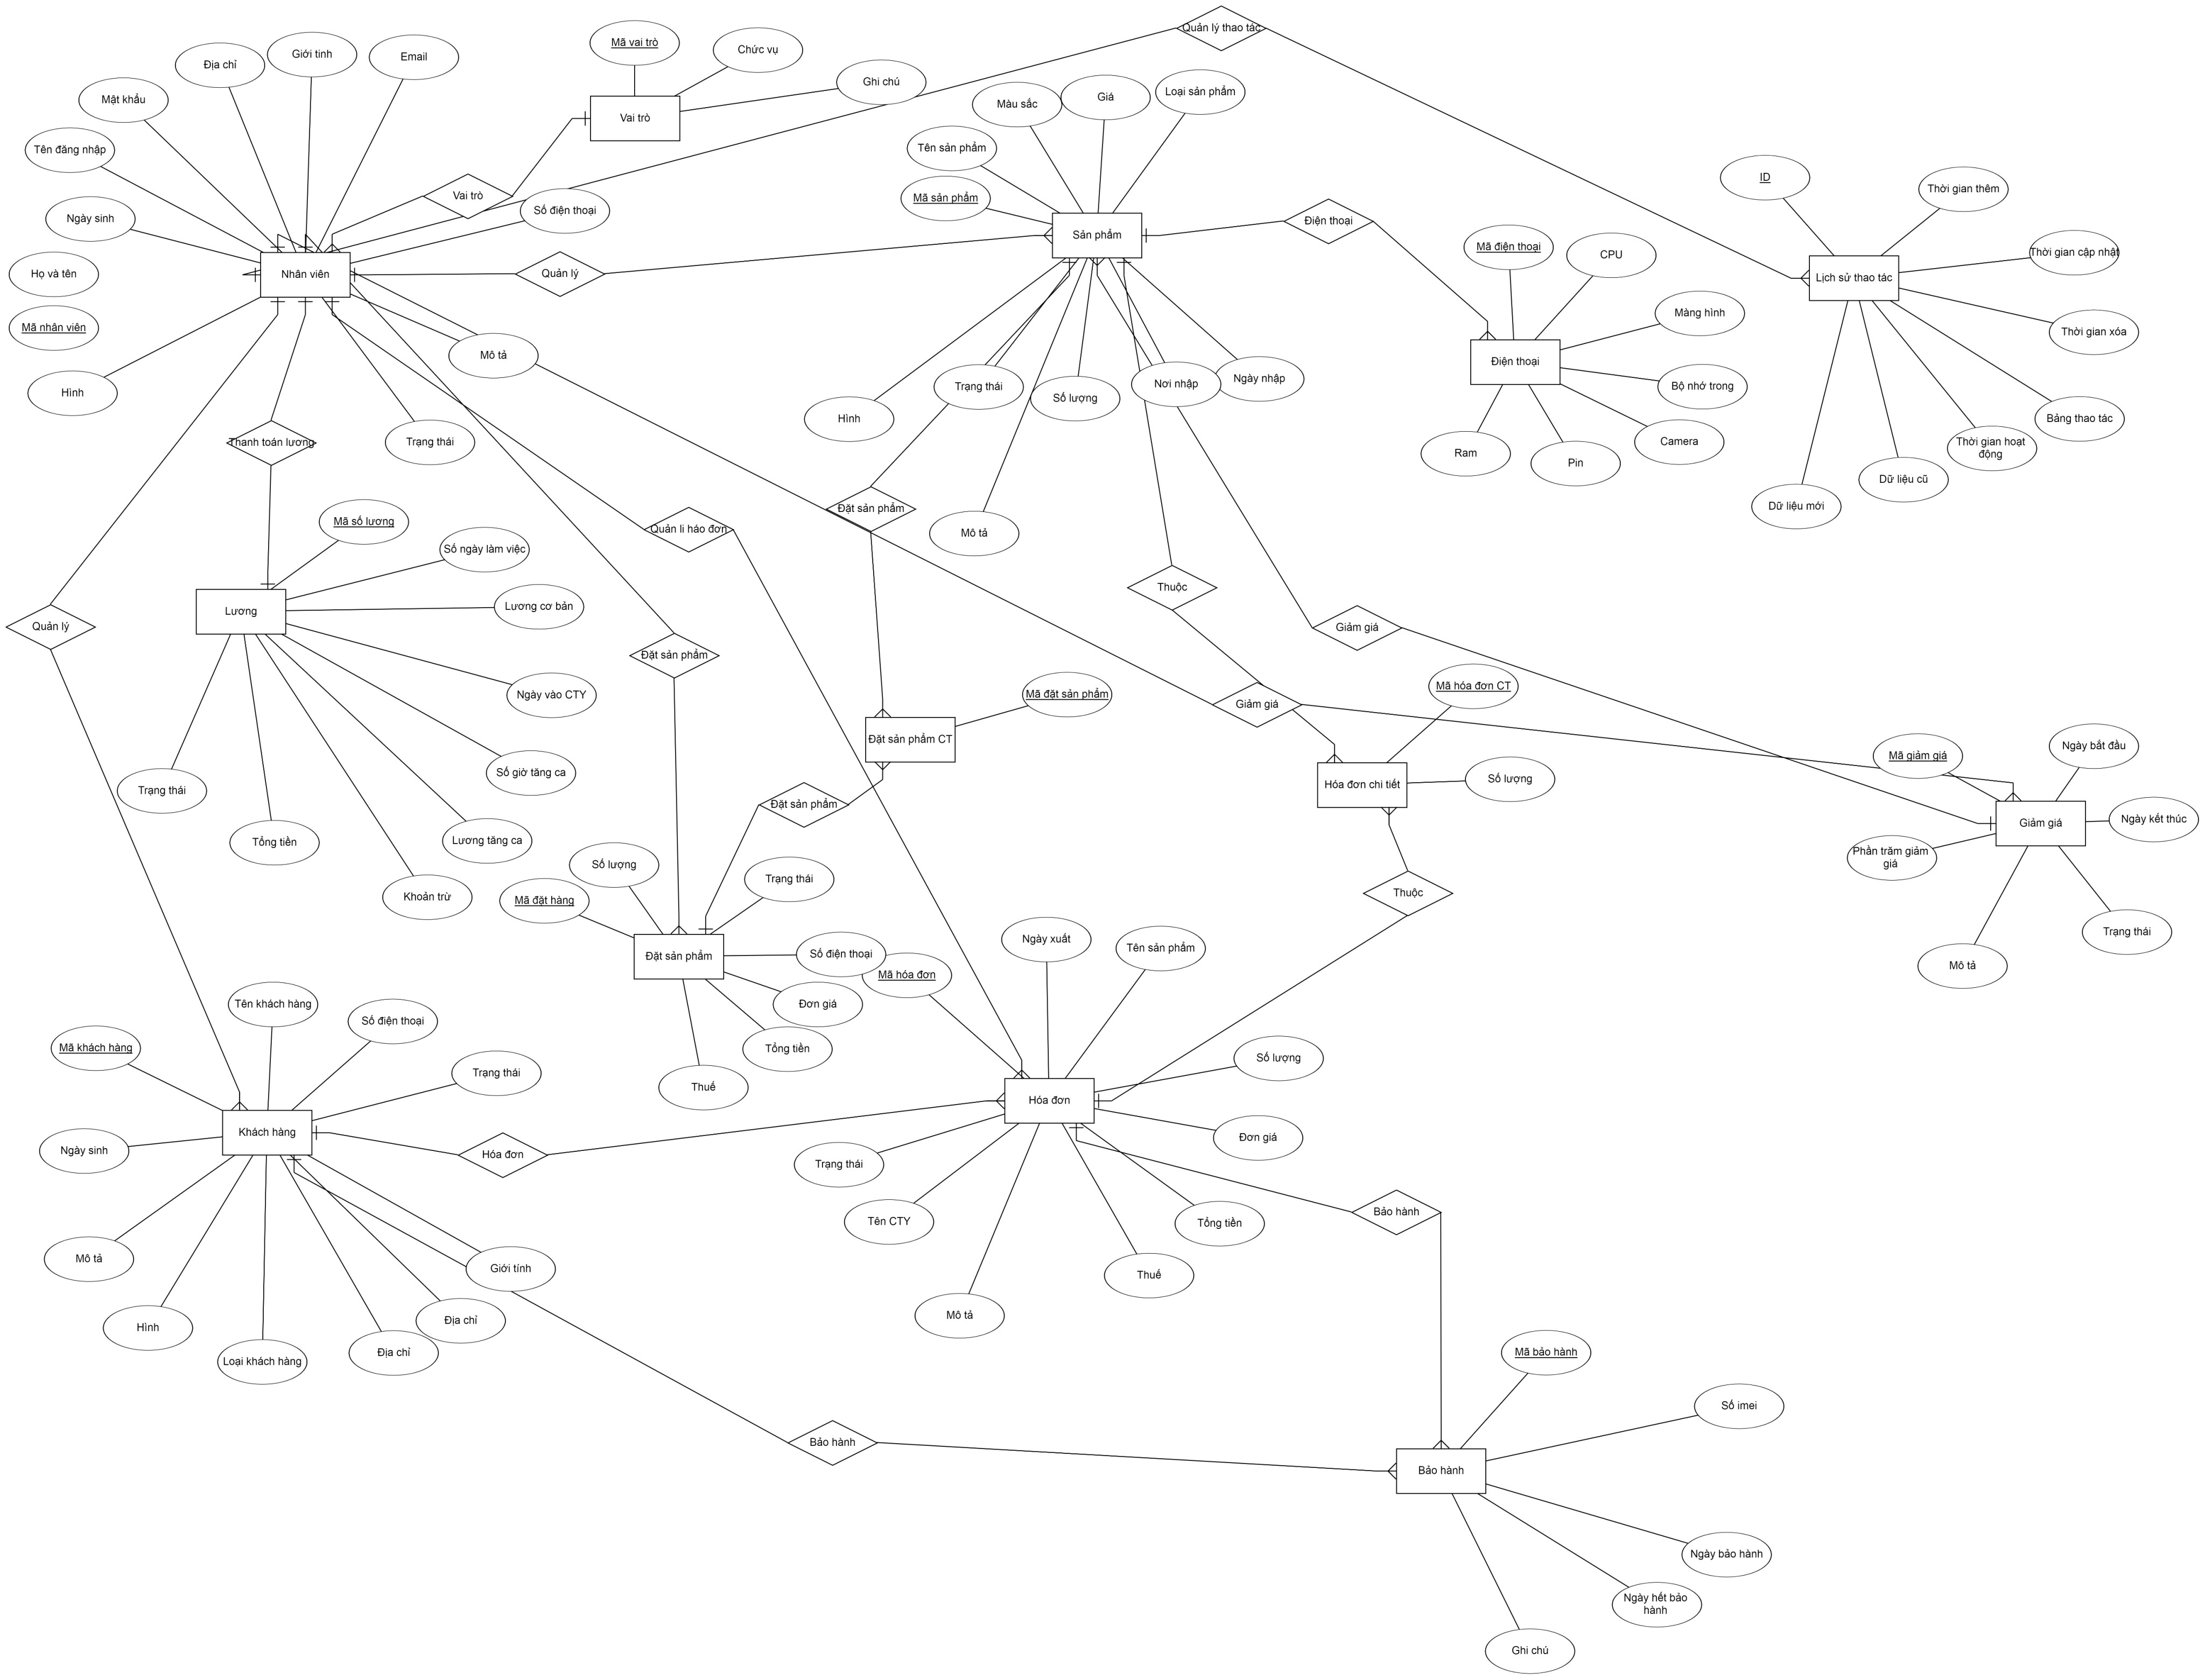 Quản lý thao tác
Mã vai trò
Chức vụ
Giới tính
Email
Địa chỉ
Ghi chú
Mật khẩu
Vai trò
Màu sắc
Giá
Loại sản phẩm
Tên đăng nhập
Tên sản phẩm
ID
Thời gian thêm
Vai trò
Mã sản phẩm
Số điện thoại
Ngày sinh
Điện thoại
Sản phẩm
Mã điện thoại
CPU
Thời gian cập nhật
Họ và tên
Nhân viên
Quản lý
Lịch sử thao tác
Màng hình
Mã nhân viên
Thời gian xóa
Mô tả
Điện thoại
Hình
Trạng thái
Số lượng
Nơi nhập
Ngày nhập
Bộ nhớ trong
Hình
Bảng thao tác
Thanh toán lương
Trạng thái
Camera
Ram
Pin
Thời gian hoạt
động
Dữ liệu cũ
Dữ liệu mới
Đặt sản phẩm
Mã số lương
Quản li háo đơn
Mô tả
Số ngày làm việc
Thuộc
Lương
Lương cơ bản
Quản lý
Giảm giá
Đặt sản phẩm
Ngày vào CTY
Mã đặt sản phẩm
Mã hóa đơn CT
Giảm giá
Đặt sản phẩm CT
Mã giảm giá
Ngày bắt đầu
Số giờ tăng ca
Hóa đơn chi tiết
Số lượng
Trạng thái
Đặt sản phẩm
Giảm giá
Ngày kết thúc
Tổng tiền
Lương tăng ca
Phần trăm giảm
giá
Số lượng
Trạng thái
Khoản trừ
Mã đặt hàng
Thuộc
Ngày xuất
Tên sản phẩm
Trạng thái
Đặt sản phẩm
Số điện thoại
Mã hóa đơn
Mô tả
Tên khách hàng
Đơn giá
Số điện thoại
Mã khách hàng
Tổng tiền
Số lượng
Trạng thái
Thuế
Hóa đơn
Khách hàng
Đơn giá
Ngày sinh
Hóa đơn
Trạng thái
Tên CTY
Tổng tiền
Bảo hành
Mô tả
Giới tính
Thuế
Hình
Địa chỉ
Mô tả
Loại khách hàng
Địa chỉ
Mã bảo hành
Số imei
Bảo hành
Bảo hành
Ngày bảo hành
Ngày hết bảo
hành
Ghi chú